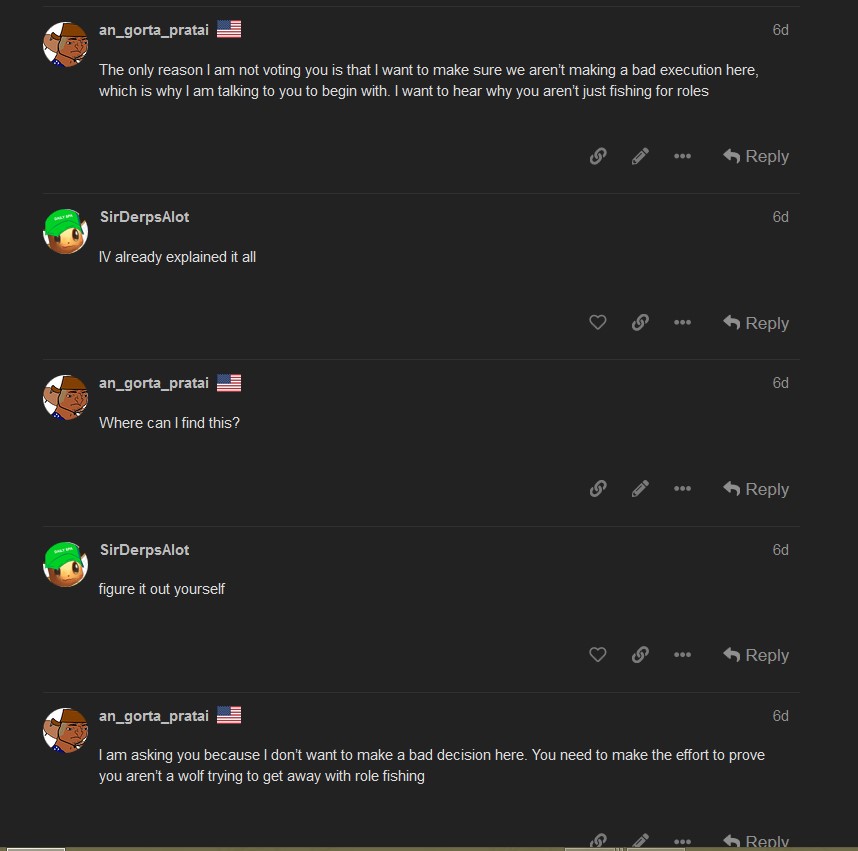 an_gorta_pratai
6d
The only reason I am not voting you is that I want to make sure we aren’t making a bad execution here,
which is why I am talking to you to begin with. I want to hear why you aren’t just fishing for roles
Reply
SirDerpsAlot
6d
IV already explained it all
Reply
an_gorta_pratai
6d
Where can I find this?
Reply
SirDerpsAlot
6d
figure it out yourself
Reply
an_gorta_pratai
6d
I am asking you because I don’t want to make a bad decision here. You need to make the effort to prove
you aren’t a wolf trying to get away with role fishing
Reply